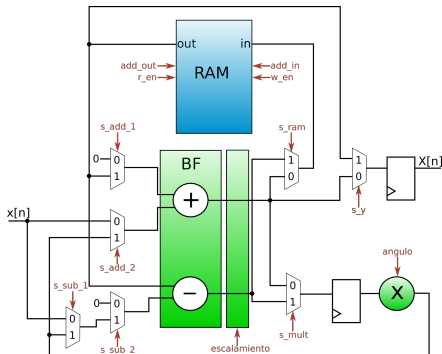 out in
RAM
add_out
r_en
add_in
w_en
s_add_1
0 0
1
s_ram
1
0
1
0
X[n]
BF
+
s_y
x[n]
0
1
s_add_2
s_sub_1
0
1
0 0
1
s_sub_2
−
0
1
s_mult
angulo
X
escalamiento